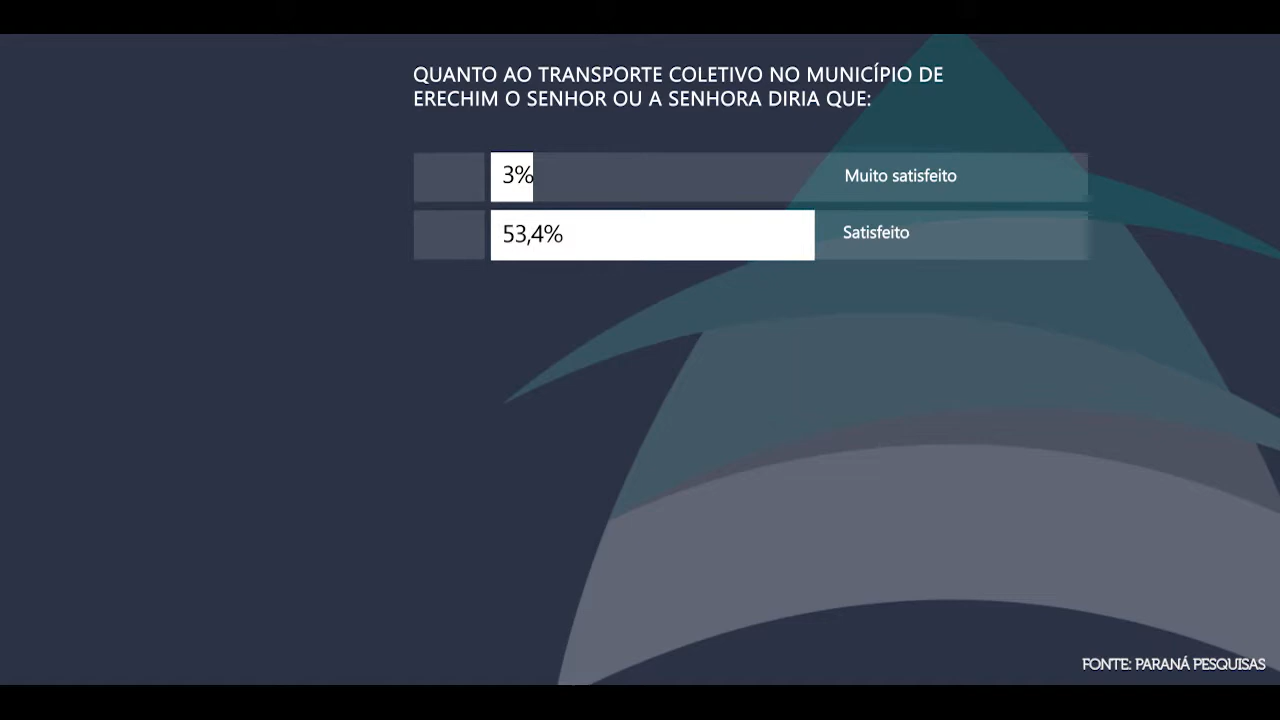 QUANTO AO TRANSPORTE COLETIVO NO MUNICÍPIO DE
ERECHIM O SENHOR OU A SENHORA DIRIA QUE:
3% Muito satisfeito
53,4% Satisfeito
FONTE: PARANÁ PESQUISAS